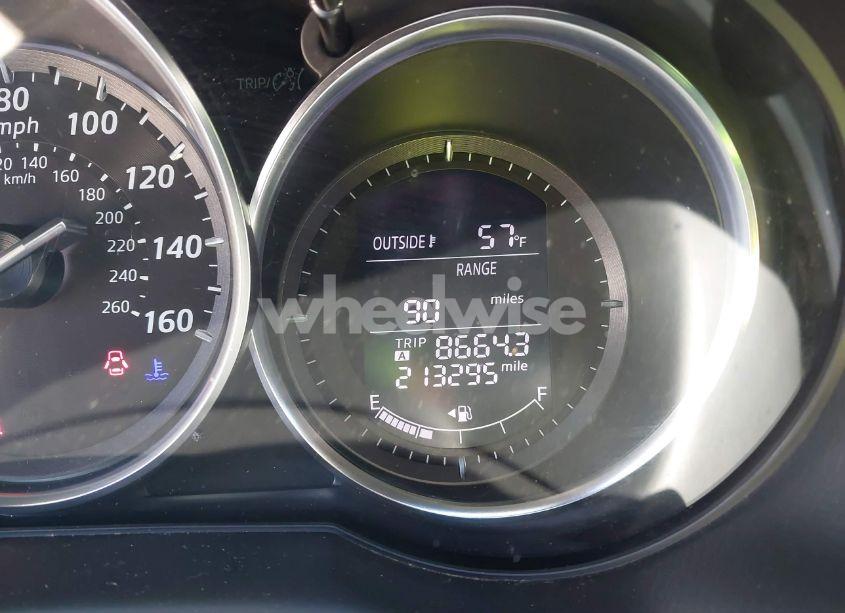 TRIP/
80
mph
100
120
140
160
120 140 160
km/h
180
200
220
240
260
OUTSIDE 57°F
RANGE
90 miles
wheelwise
TRIP A 8664.3
213295 mile
E F